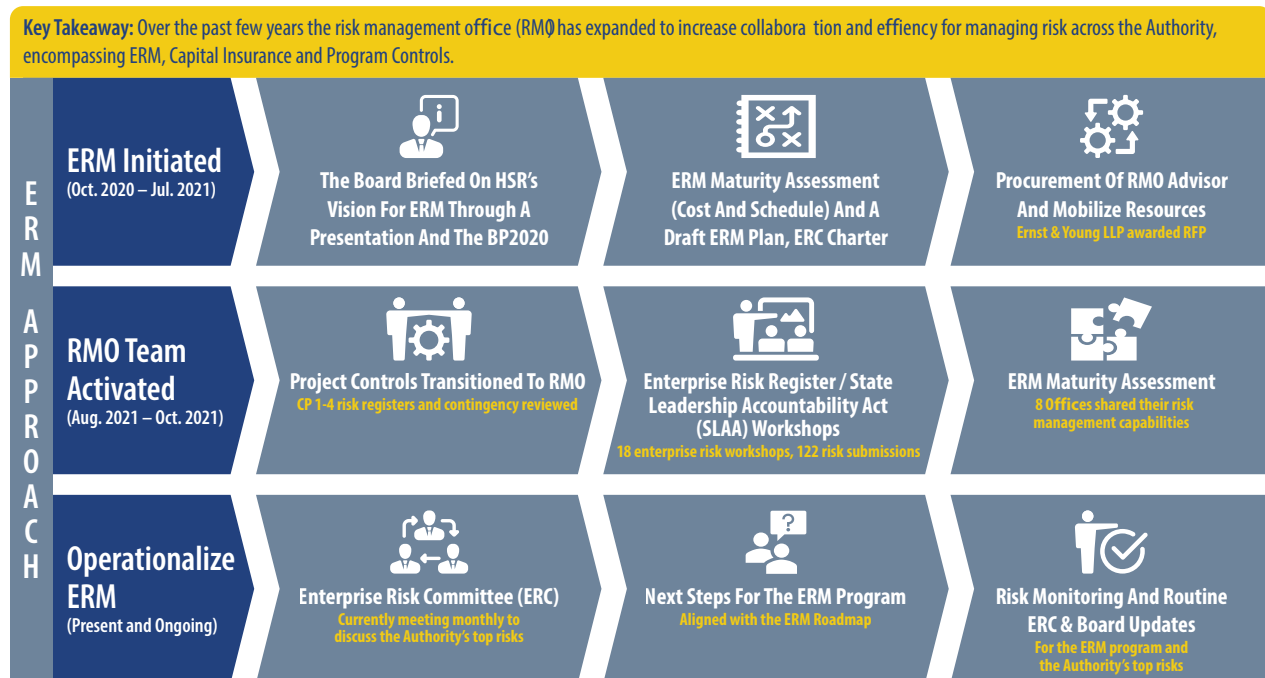 Key Takeaway: Over the past few years the risk management office (RMO) has expanded to increase collabora tion and effiency for managing risk across the Authority,
encompassing ERM, Capital Insurance and Program Controls.
ERM APPROACH
ERM Initiated
(Oct. 2020 – Jul. 2021)
i
The Board Briefed On HSR's
Vision For ERM Through A
Presentation And The BP2020
ERM Maturity Assessment
(Cost And Schedule) And A
Draft ERM Plan, ERC Charter
Procurement Of RMO Advisor
And Mobilize Resources
Ernst & Young LLP awarded RFP
RMO Team
Activated
(Aug. 2021 – Oct. 2021)
Project Controls Transitioned To RMO
CP 1-4 risk registers and contingency reviewed
Enterprise Risk Register / State
Leadership Accountability Act
(SLAA) Workshops
18 enterprise risk workshops, 122 risk submissions
ERM Maturity Assessment
8 Offices shared their risk
management capabilities
Operationalize
ERM
(Present and Ongoing)
Enterprise Risk Committee (ERC)
Currently meeting monthly to
discuss the Authority's top risks
?
Next Steps For The ERM Program
Aligned with the ERM Roadmap
Risk Monitoring And Routine
ERC & Board Updates
For the ERM program and
the Authority's top risks